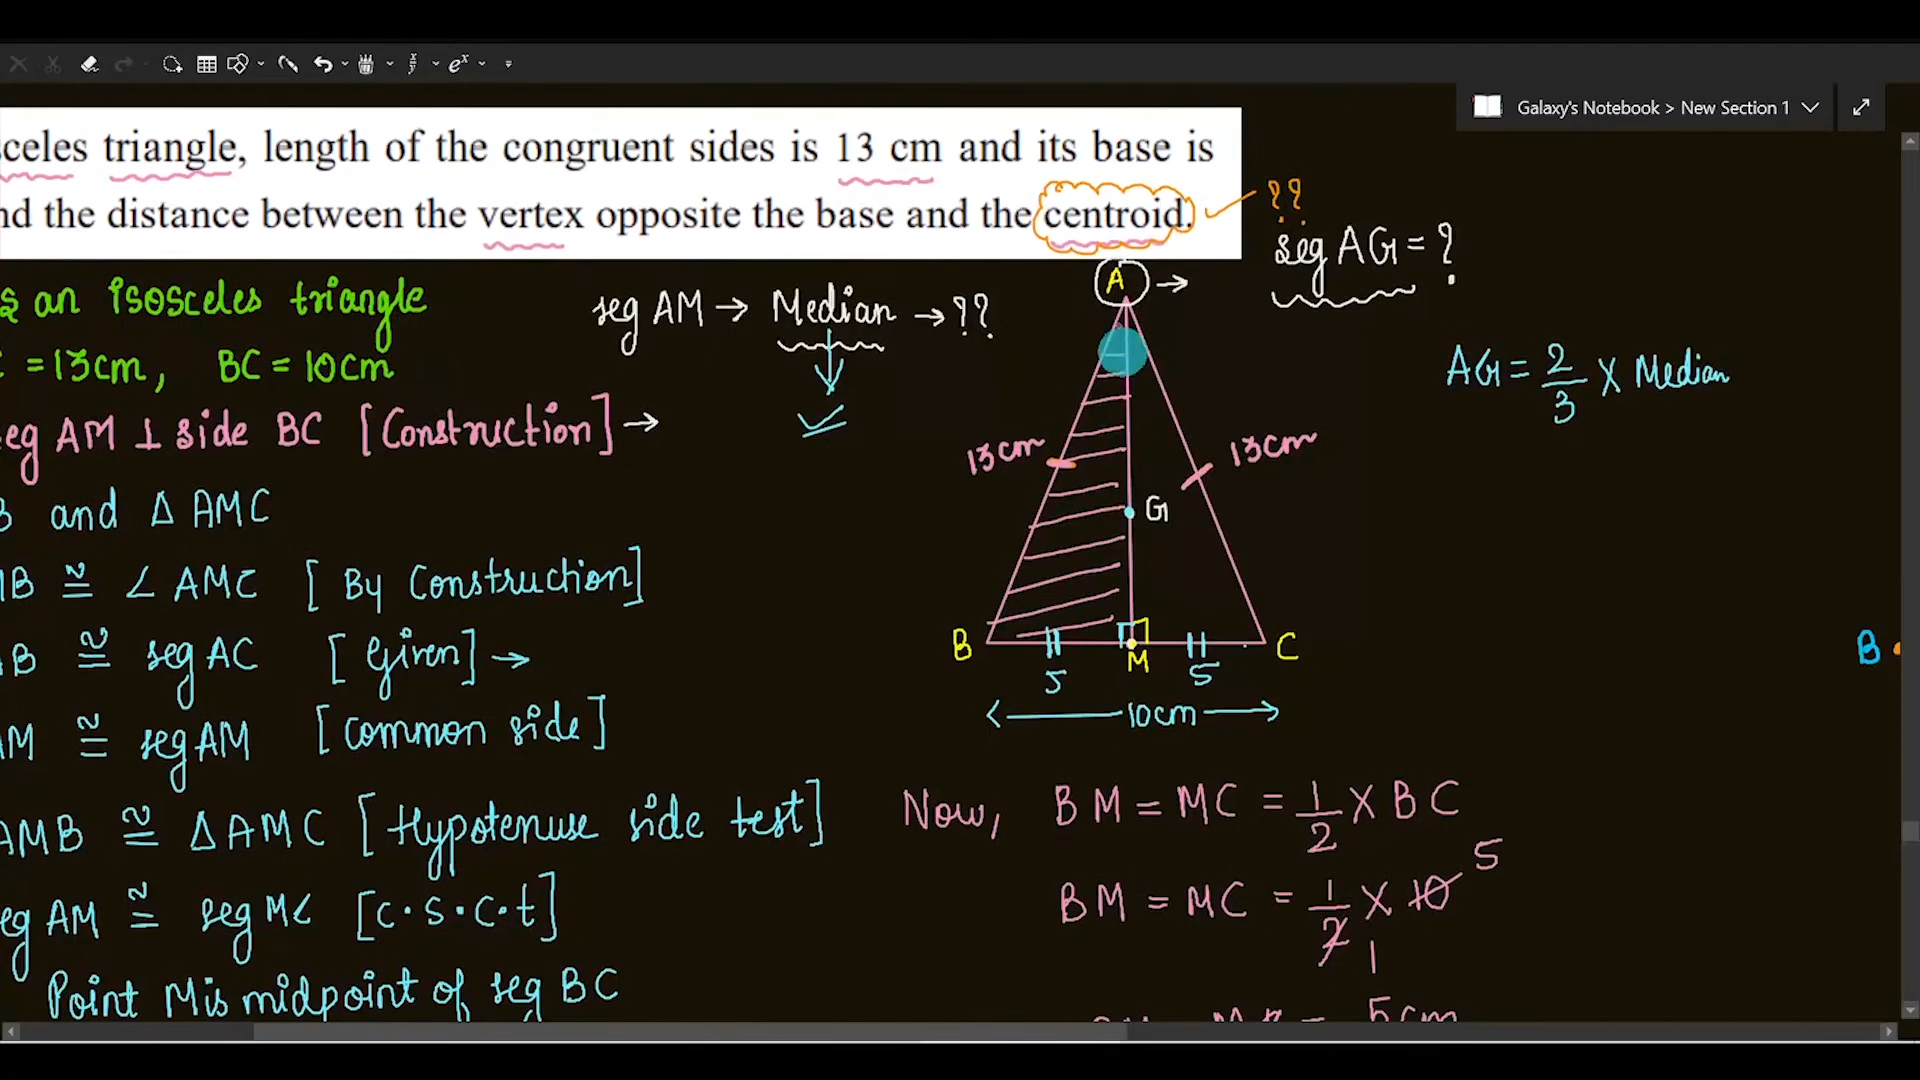 Galaxy's Notebook > New Section 1
celes triangle, length of the congruent sides is 13 cm and its base is
nd the distance between the vertex opposite the base and the centroid.
??
seg AG = ?
an isosceles triangle
seg AM → Median → ??
A →
= 13cm, BC = 10cm
AG = 2/3 X Median
eg AM ⊥ side BC [Construction] →
13cm
13cm
B and Δ AMC
G
MB ≅ ∠ AMC [By Construction]
B M C
B
AB ≅ seg AC [Given] →
5 5
10cm
AM ≅ seg AM [Common side]
Now, BM = MC = 1/2 X BC
AMB ≅ Δ AMC [Hypotenuse side test]
5
BM = MC = 1/2 X 10
1
eg AM ≅ seg MC [C.S.C.t]
Point M is midpoint of seg BC
= 5cm